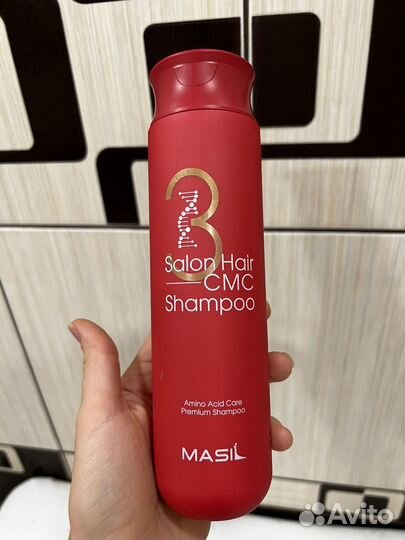 3
Salon Hair
CMC
Shampoo
Amino Acid Care
Premium Shampoo
MASIL
Avito